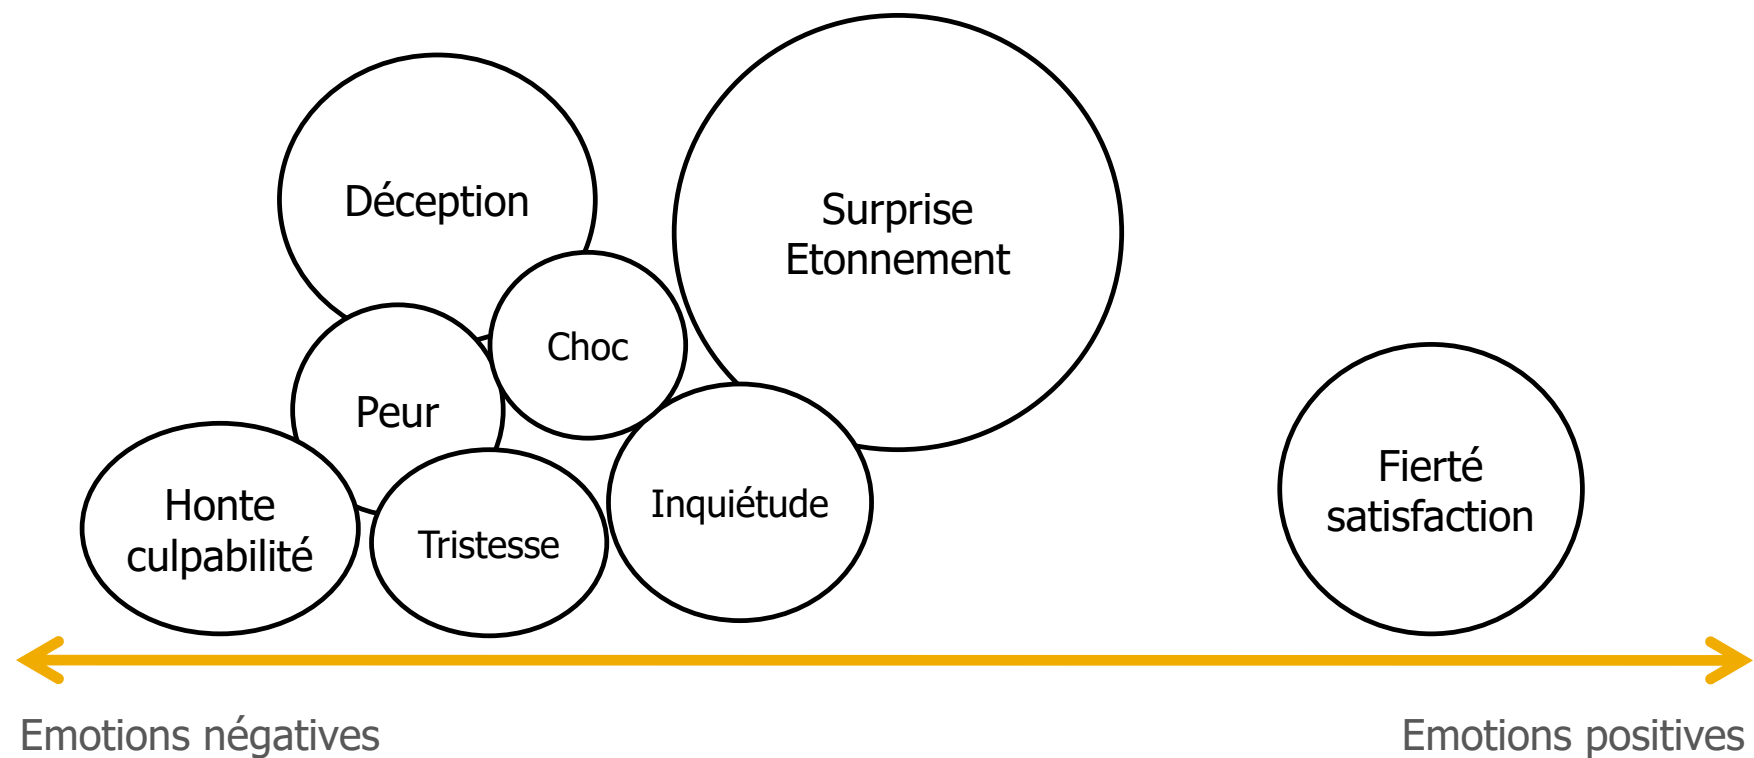 Déception
Surprise
Etonnement
Choc
Peur
Honte
culpabilité
Tristesse
Inquiétude
Fierté
satisfaction
Emotions négatives
Emotions positives